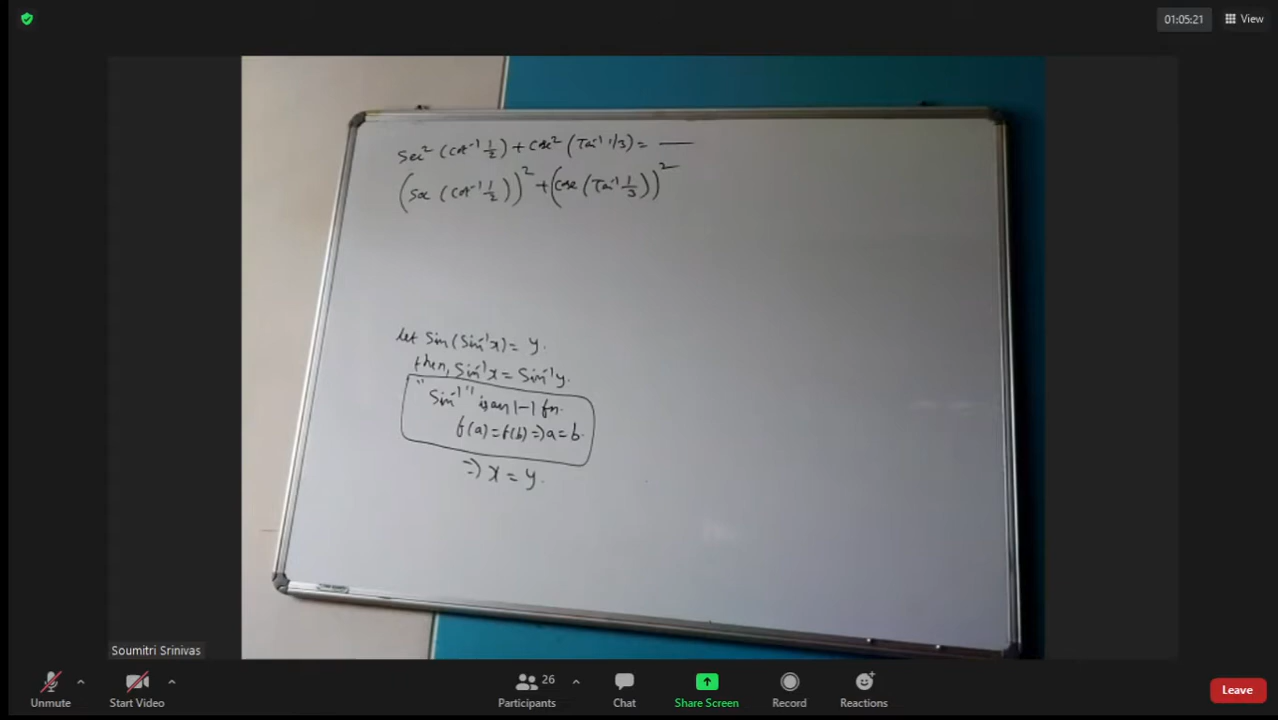 01:05:21
View
Sec² (Cot⁻¹ 1/2) + Cosec² (Tan⁻¹ 1/3) = —
(Sec (Cot⁻¹ 1/2))² + (Cosec (Tan⁻¹ 1/3))²
let Sin (Sin⁻¹x) = y.
then, Sin⁻¹x = Sin⁻¹y.
"Sin⁻¹" is an 1-1 fn.
f(a) = f(b) => a = b.
=> x = y.
Soumitri Srinivas
Unmute
Start Video
26
Participants
Chat
Share Screen
Record
Reactions
Leave